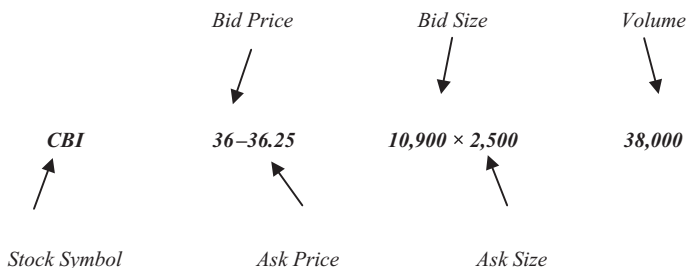 Bid Price Bid Size Volume
CBI 36–36.25 10,900 × 2,500 38,000
Stock Symbol Ask Price Ask Size